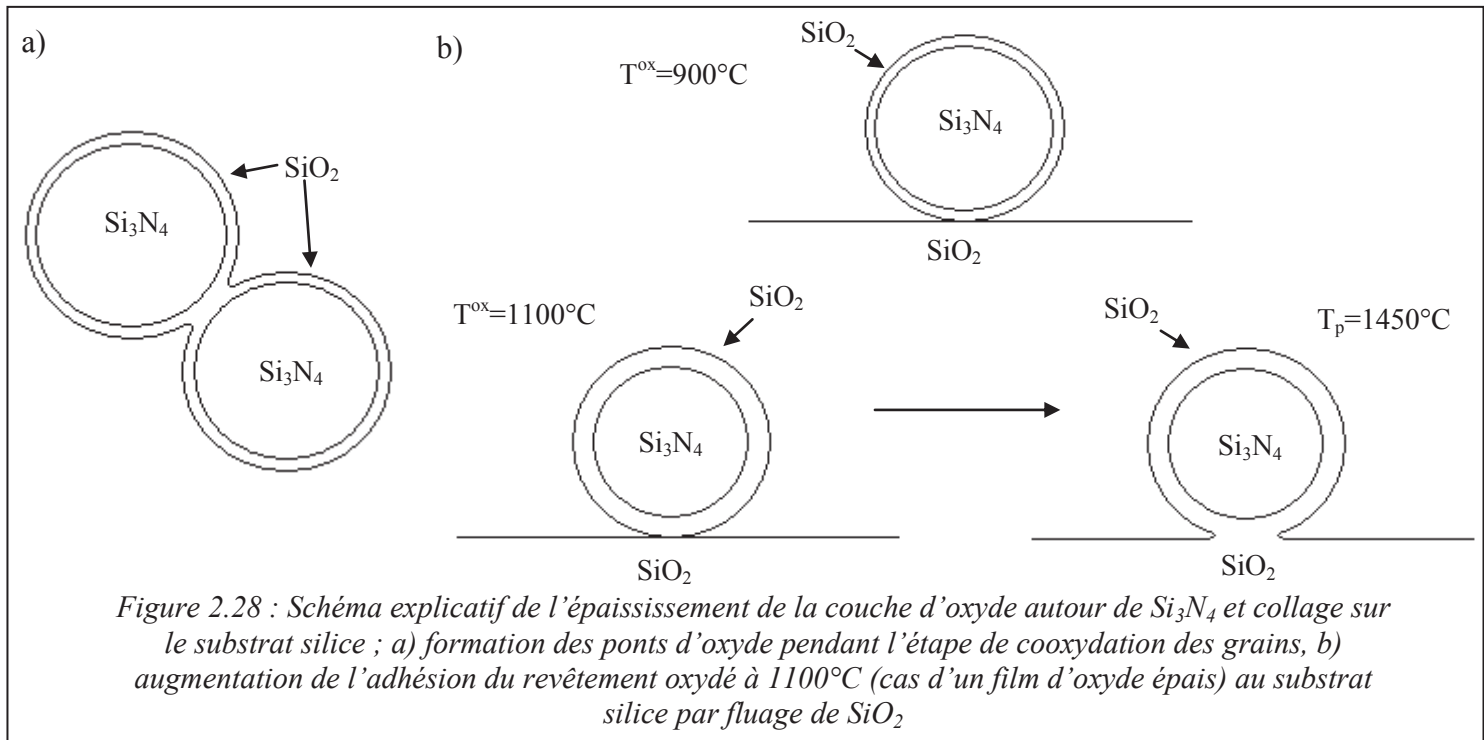 a)
SiO₂
Si₃N₄
Si₃N₄
b)
SiO₂
Tᵒˣ=900°C
Si₃N₄
SiO₂
Tᵒˣ=1100°C
SiO₂
Si₃N₄
SiO₂
SiO₂
Tₚ=1450°C
Si₃N₄
SiO₂
Figure 2.28 : Schéma explicatif de l’épaississement de la couche d’oxyde autour de Si₃N₄ et collage sur
le substrat silice ; a) formation des ponts d’oxyde pendant l’étape de cooxydation des grains, b)
augmentation de l’adhésion du revêtement oxydé à 1100°C (cas d’un film d’oxyde épais) au substrat
silice par fluage de SiO₂